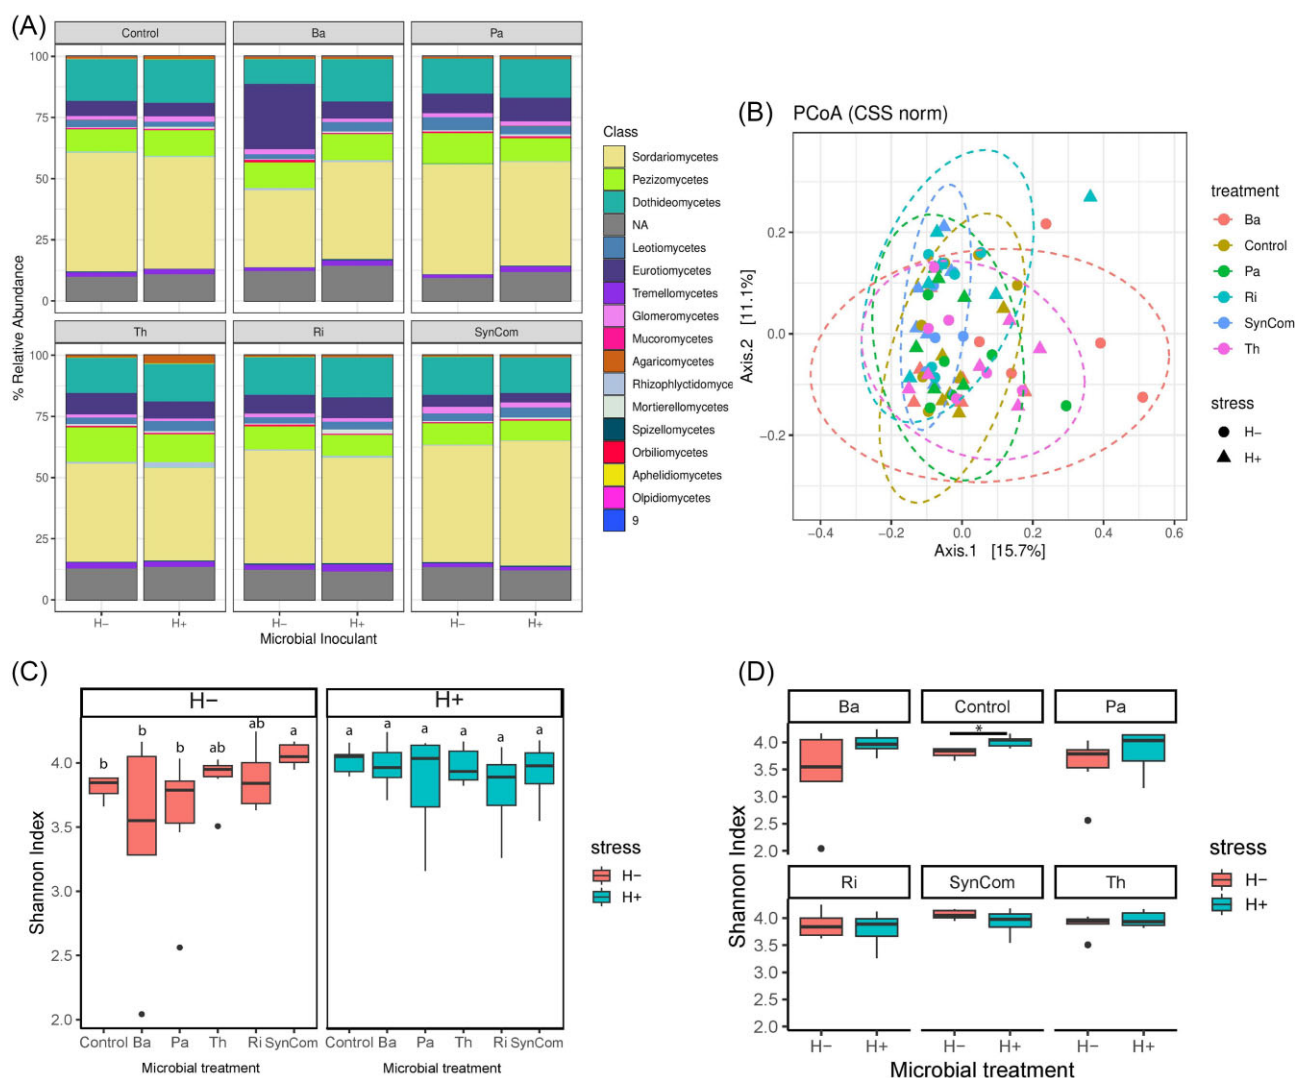 (A)
Control
Ba
Pa
100
75
50
25
0
Th
Ri
SynCom
100
75
50
25
0
% Relative Abundance
H−
H+
H−
H+
H−
H+
Microbial Inoculant
Class
Sordariomycetes
Pezizomycetes
Dothideomycetes
NA
Leotiomycetes
Eurotiomycetes
Tremellomycetes
Glomeromycetes
Mucoromycetes
Agaricomycetes
Rhizophlyctidomyce
Mortierellomycetes
Spizellomycetes
Orbiliomycetes
Aphelidiomycetes
Olpidiomycetes
9
(B)
PCoA (CSS norm)
0.2
0.0
−0.2
Axis.2 [11.1%]
−0.4
−0.2
0.0
0.2
0.4
0.6
Axis.1 [15.7%]
treatment
Ba
Control
Pa
Ri
SynCom
Th
stress
H−
H+
(C)
H−
H+
b
b
b
ab
ab
a
a
a
a
a
a
a
4.0
3.5
3.0
2.5
2.0
Shannon Index
Control
Ba
Pa
Th
Ri
SynCom
Control
Ba
Pa
Th
Ri
SynCom
Microbial treatment
Microbial treatment
stress
H−
H+
(D)
Ba
Control
Pa
*
4.0
3.5
3.0
2.5
2.0
Ri
SynCom
Th
4.0
3.5
3.0
2.5
2.0
Shannon Index
H−
H+
H−
H+
H−
H+
Microbial treatment
stress
H−
H+